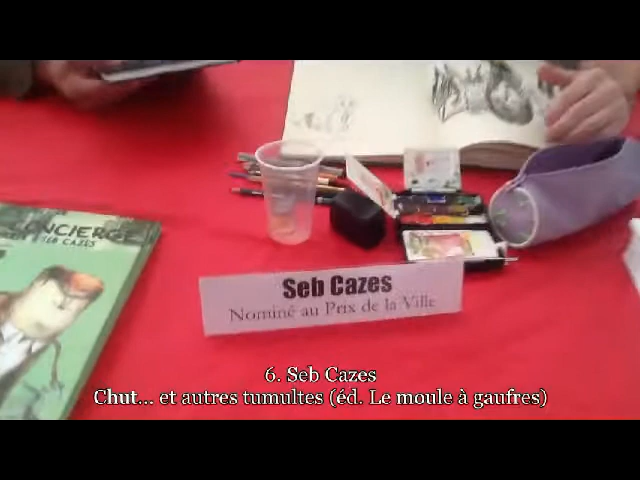 CONCIERGE
SEB CAZES
Seb Cazes
Nominé au Prix de la Ville
6. Seb Cazes
Chut... et autres tumultes (éd. Le moule à gaufres)